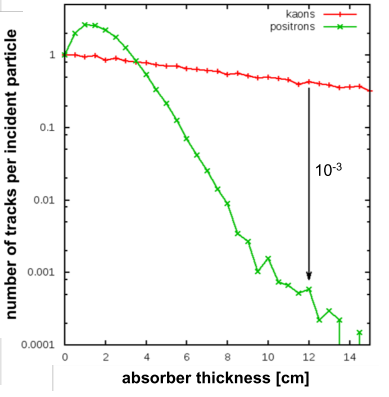 kaons
positrons
number of tracks per incident particle
1
0.1
0.01
0.001
0.0001
10⁻³
0 2 4 6 8 10 12 14
absorber thickness [cm]